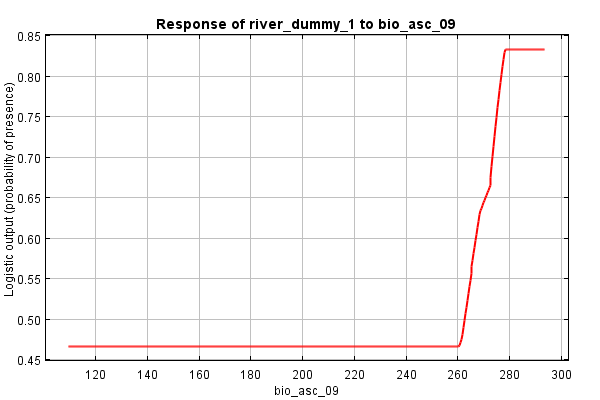 Response of river_dummy_1 to bio_asc_09
Logistic output (probability of presence)
0.85
0.80
0.75
0.70
0.65
0.60
0.55
0.50
0.45
120 140 160 180 200 220 240 260 280 300
bio_asc_09